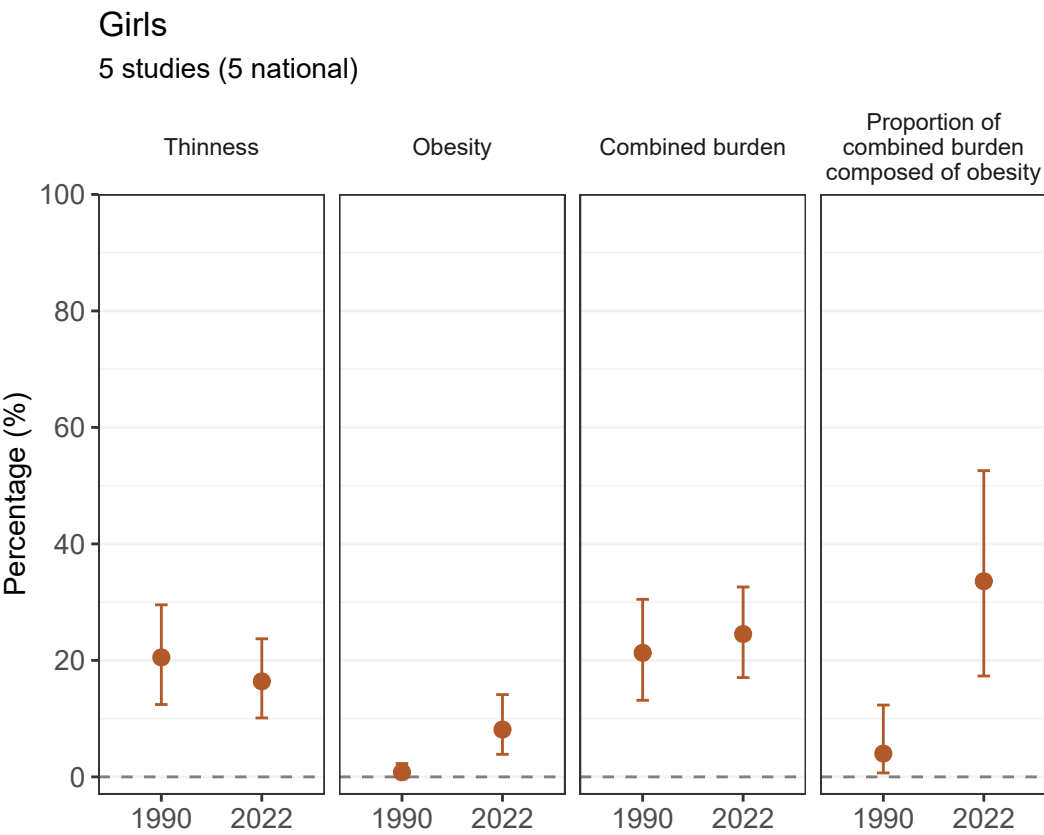 Girls
5 studies (5 national)
Thinness
Obesity
Combined burden
Proportion of
combined burden
composed of obesity
Percentage (%)
100
80
60
40
20
0
1990 2022
1990 2022
1990 2022
1990 2022